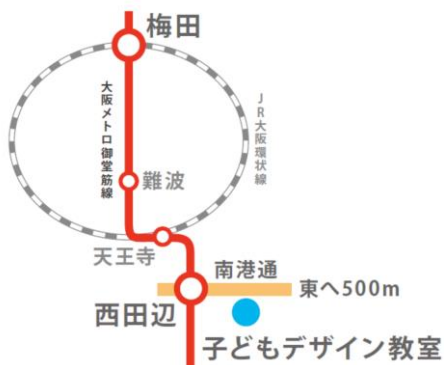 梅田
大阪メトロ御堂筋線
JR大阪環状線
難波
天王寺
南港通
東へ500m
西田辺
子どもデザイン教室